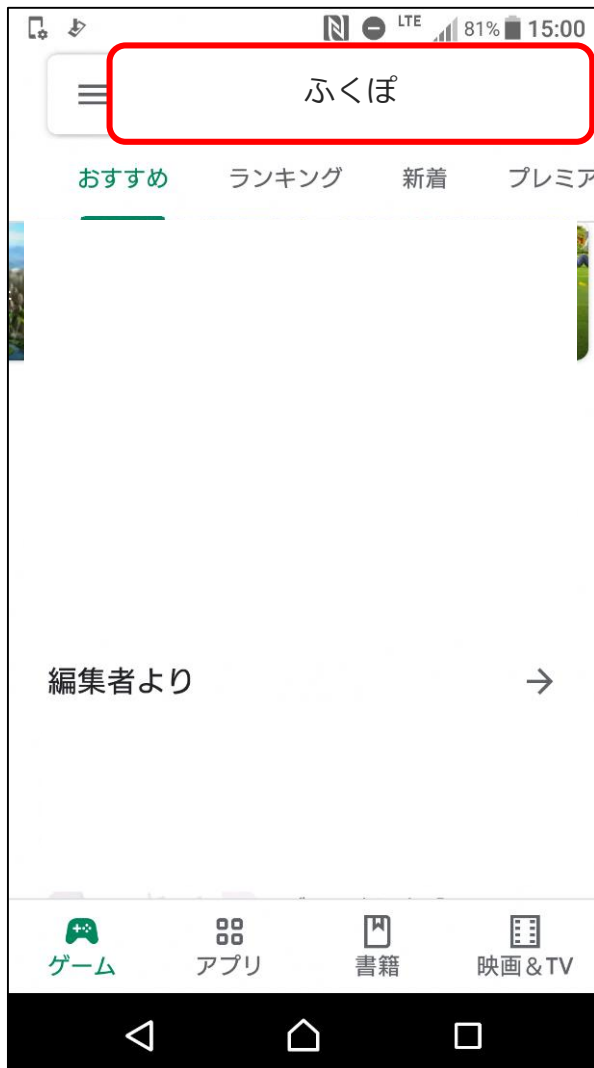 LTE 81% 15:00
ふくぽ
おすすめ ランキング 新着 プレミア
編集者より
ゲーム アプリ 書籍 映画＆TV